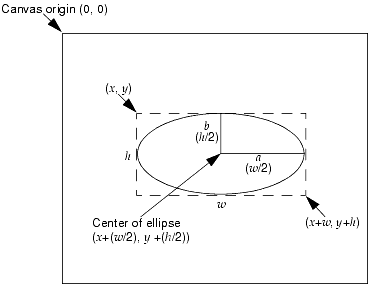 Canvas origin (0, 0)
(x, y)
b
(h/2)
h
a
(w/2)
w
Center of ellipse
(x+(w/2), y +(h/2))
(x+w, y+h)